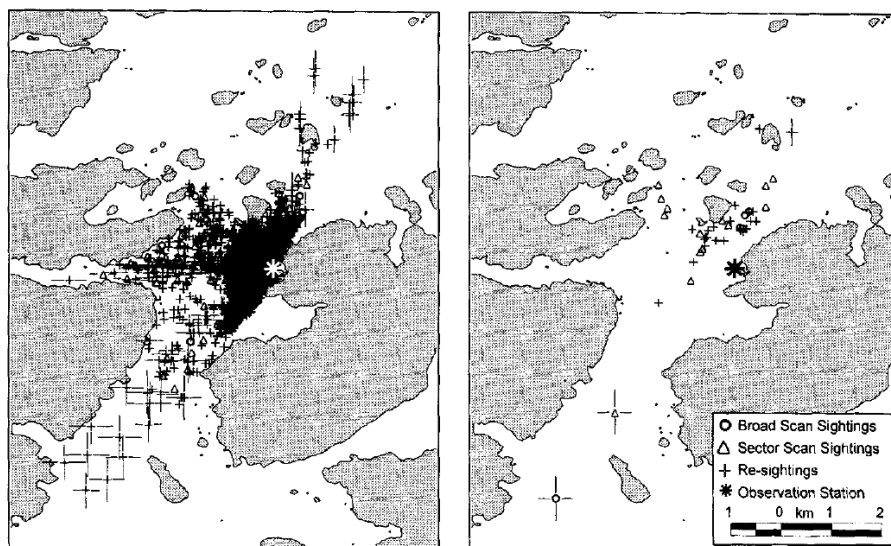 Broad Scan Sightings
Sector Scan Sightings
Re-sightings
Observation Station
1 0 km 1 2